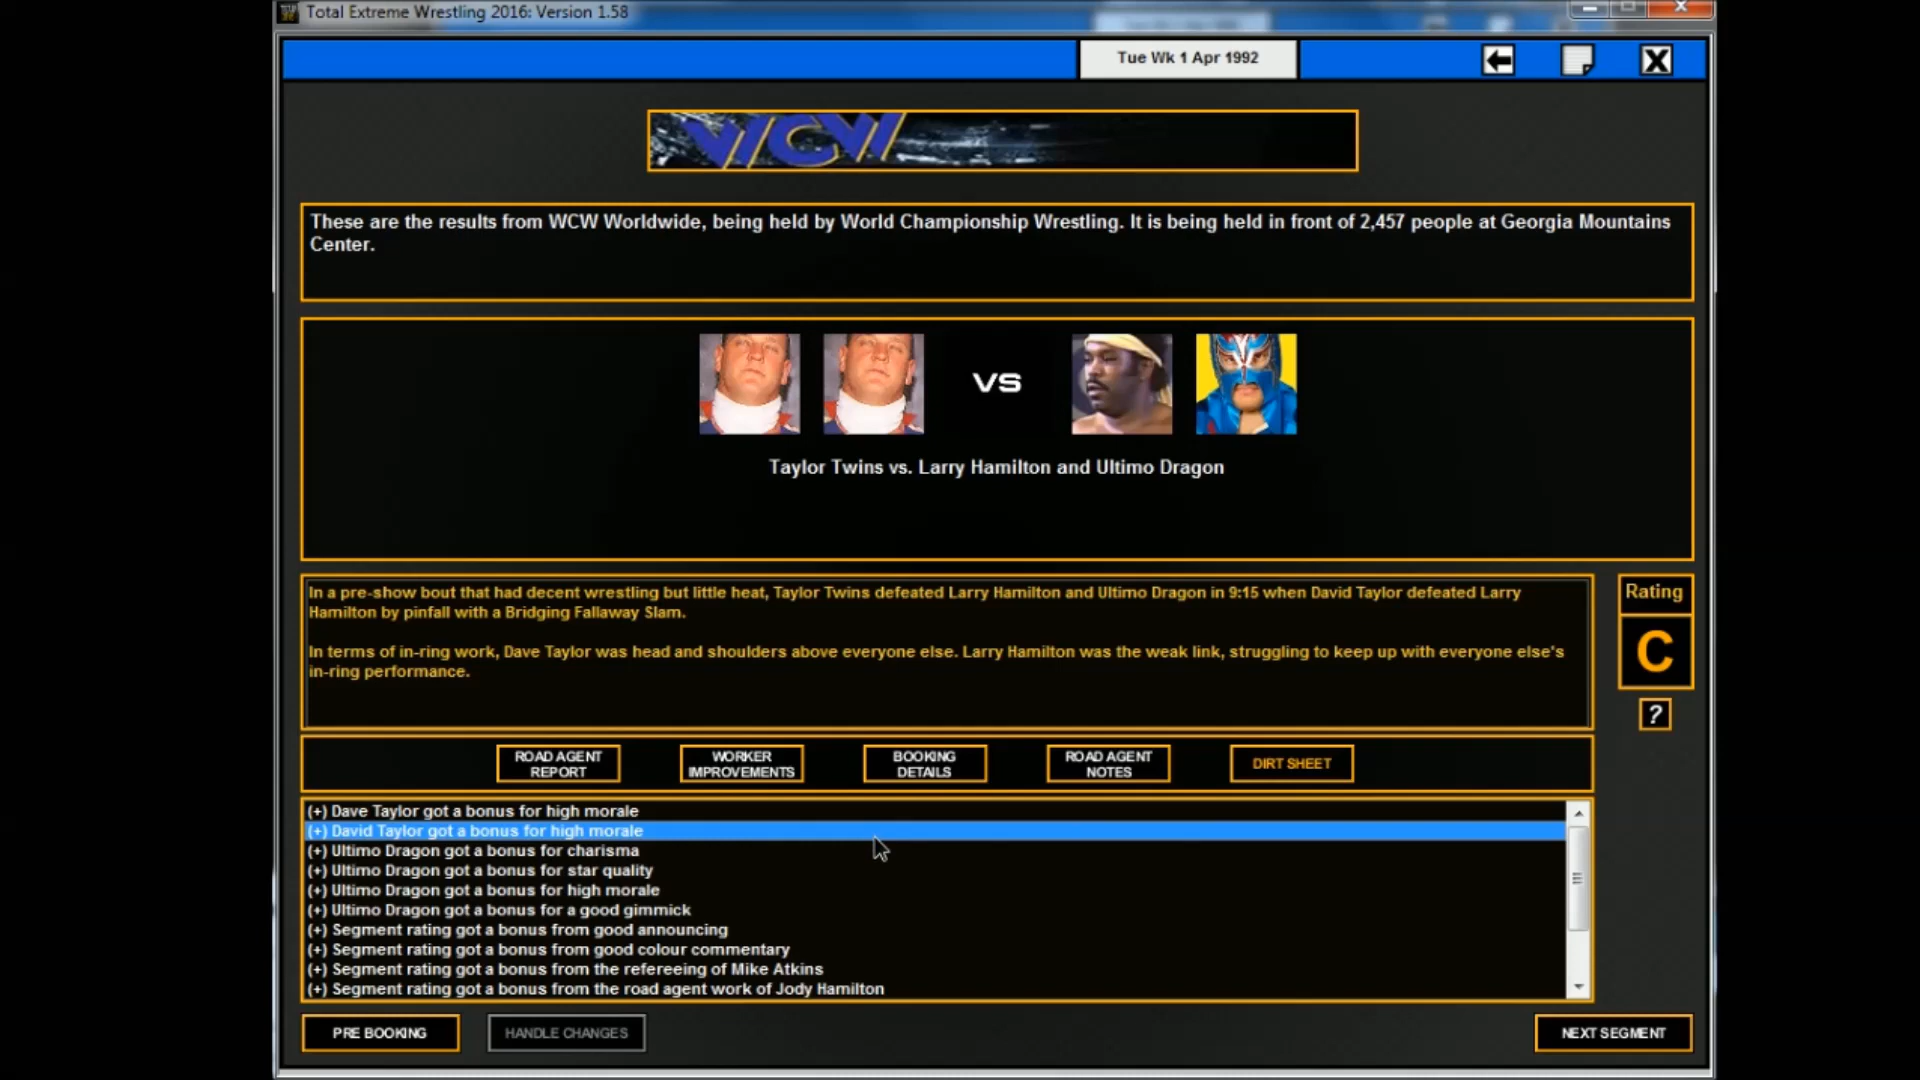 Total Extreme Wrestling 2016: Version 1.58
Tue Wk 1 Apr 1992
WCW
These are the results from WCW Worldwide, being held by World Championship Wrestling. It is being held in front of 2,457 people at Georgia Mountains
Center.
VS
Taylor Twins vs. Larry Hamilton and Ultimo Dragon
In a pre-show bout that had decent wrestling but little heat, Taylor Twins defeated Larry Hamilton and Ultimo Dragon in 9:15 when David Taylor defeated Larry
Hamilton by pinfall with a Bridging Fallaway Slam.
In terms of in-ring work, Dave Taylor was head and shoulders above everyone else. Larry Hamilton was the weak link, struggling to keep up with everyone else's
in-ring performance.
Rating
C
?
ROAD AGENT
REPORT
WORKER
IMPROVEMENTS
BOOKING
DETAILS
ROAD AGENT
NOTES
DIRT SHEET
(+) Dave Taylor got a bonus for high morale
(+) David Taylor got a bonus for high morale
(+) Ultimo Dragon got a bonus for charisma
(+) Ultimo Dragon got a bonus for star quality
(+) Ultimo Dragon got a bonus for high morale
(+) Ultimo Dragon got a bonus for a good gimmick
(+) Segment rating got a bonus from good announcing
(+) Segment rating got a bonus from good colour commentary
(+) Segment rating got a bonus from the refereeing of Mike Atkins
(+) Segment rating got a bonus from the road agent work of Jody Hamilton
PRE BOOKING
HANDLE CHANGES
NEXT SEGMENT